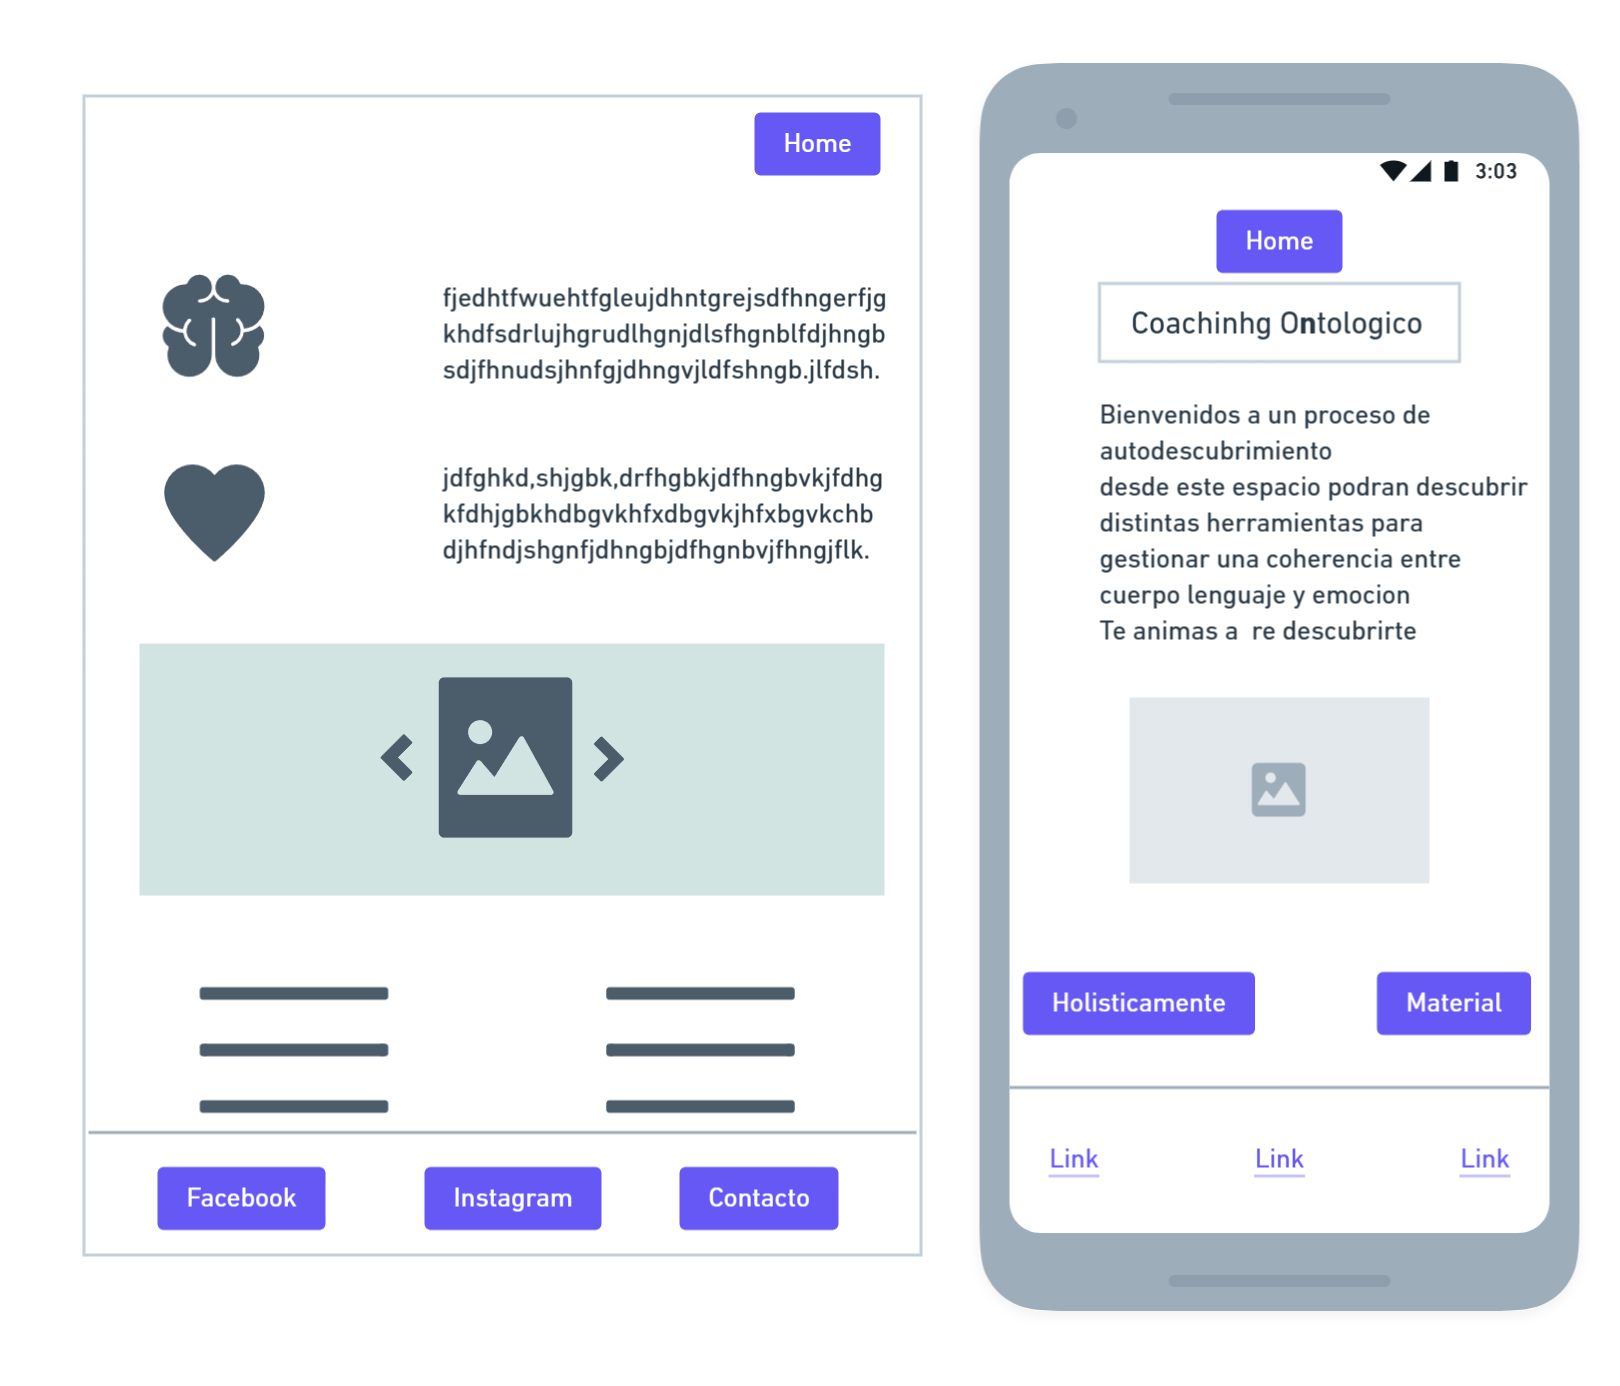 Home
fjedhtfwuehtfgleujdhntgrejsdfhngerfjg
khdfsdrlujhgrudlhgnjdlsfhgnblfdjhngb
sdjfhnudsjhnfgjdhngvjldfshngb.jlfdsh.
jdfghkd,shjgbk,drfhgbkjdfhngbvkjfdhg
kfdhjgbkhdbgvkhfxdbgvkjhfxbgvkchb
djhfndjshgnfjdhngbjdfhgnbvjfhngjflk.
Facebook
Instagram
Contacto
3:03
Home
Coachinhg Ontologico
Bienvenidos a un proceso de
autodescubrimiento
desde este espacio podran descubrir
distintas herramientas para
gestionar una coherencia entre
cuerpo lenguaje y emocion
Te animas a  re descubrirte
Holisticamente
Material
Link
Link
Link